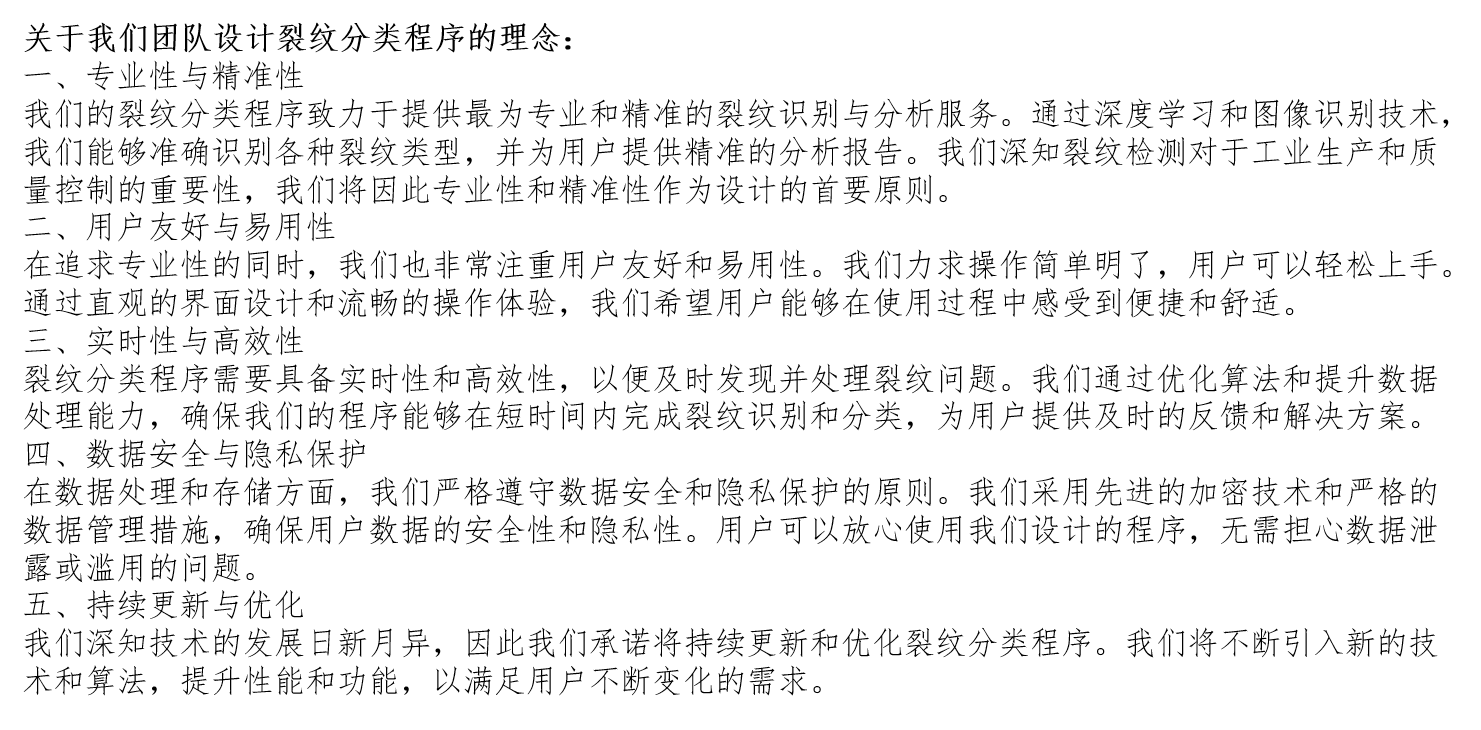 关于我们团队设计裂纹分类程序的理念：
一、专业性与精准性
我们的裂纹分类程序致力于提供最为专业和精准的裂纹识别与分析服务。通过深度学习和图像识别技术，
我们能够准确识别各种裂纹类型，并为用户提供精准的分析报告。我们深知裂纹检测对于工业生产和质
量控制的重要性，我们将因此专业性和精准性作为设计的首要原则。
二、用户友好与易用性
在追求专业性的同时，我们也非常注重用户友好和易用性。我们力求操作简单明了，用户可以轻松上手。
通过直观的界面设计和流畅的操作体验，我们希望用户能够在使用过程中感受到便捷和舒适。
三、实时性与高效性
裂纹分类程序需要具备实时性和高效性，以便及时发现并处理裂纹问题。我们通过优化算法和提升数据
处理能力，确保我们的程序能够在短时间内完成裂纹识别和分类，为用户提供及时的反馈和解决方案。
四、数据安全与隐私保护
在数据处理和存储方面，我们严格遵守数据安全和隐私保护的原则。我们采用先进的加密技术和严格的
数据管理措施，确保用户数据的安全性和隐私性。用户可以放心使用我们设计的程序，无需担心数据泄
露或滥用的问题。
五、持续更新与优化
我们深知技术的发展日新月异，因此我们承诺将持续更新和优化裂纹分类程序。我们将不断引入新的技
术和算法，提升性能和功能，以满足用户不断变化的需求。